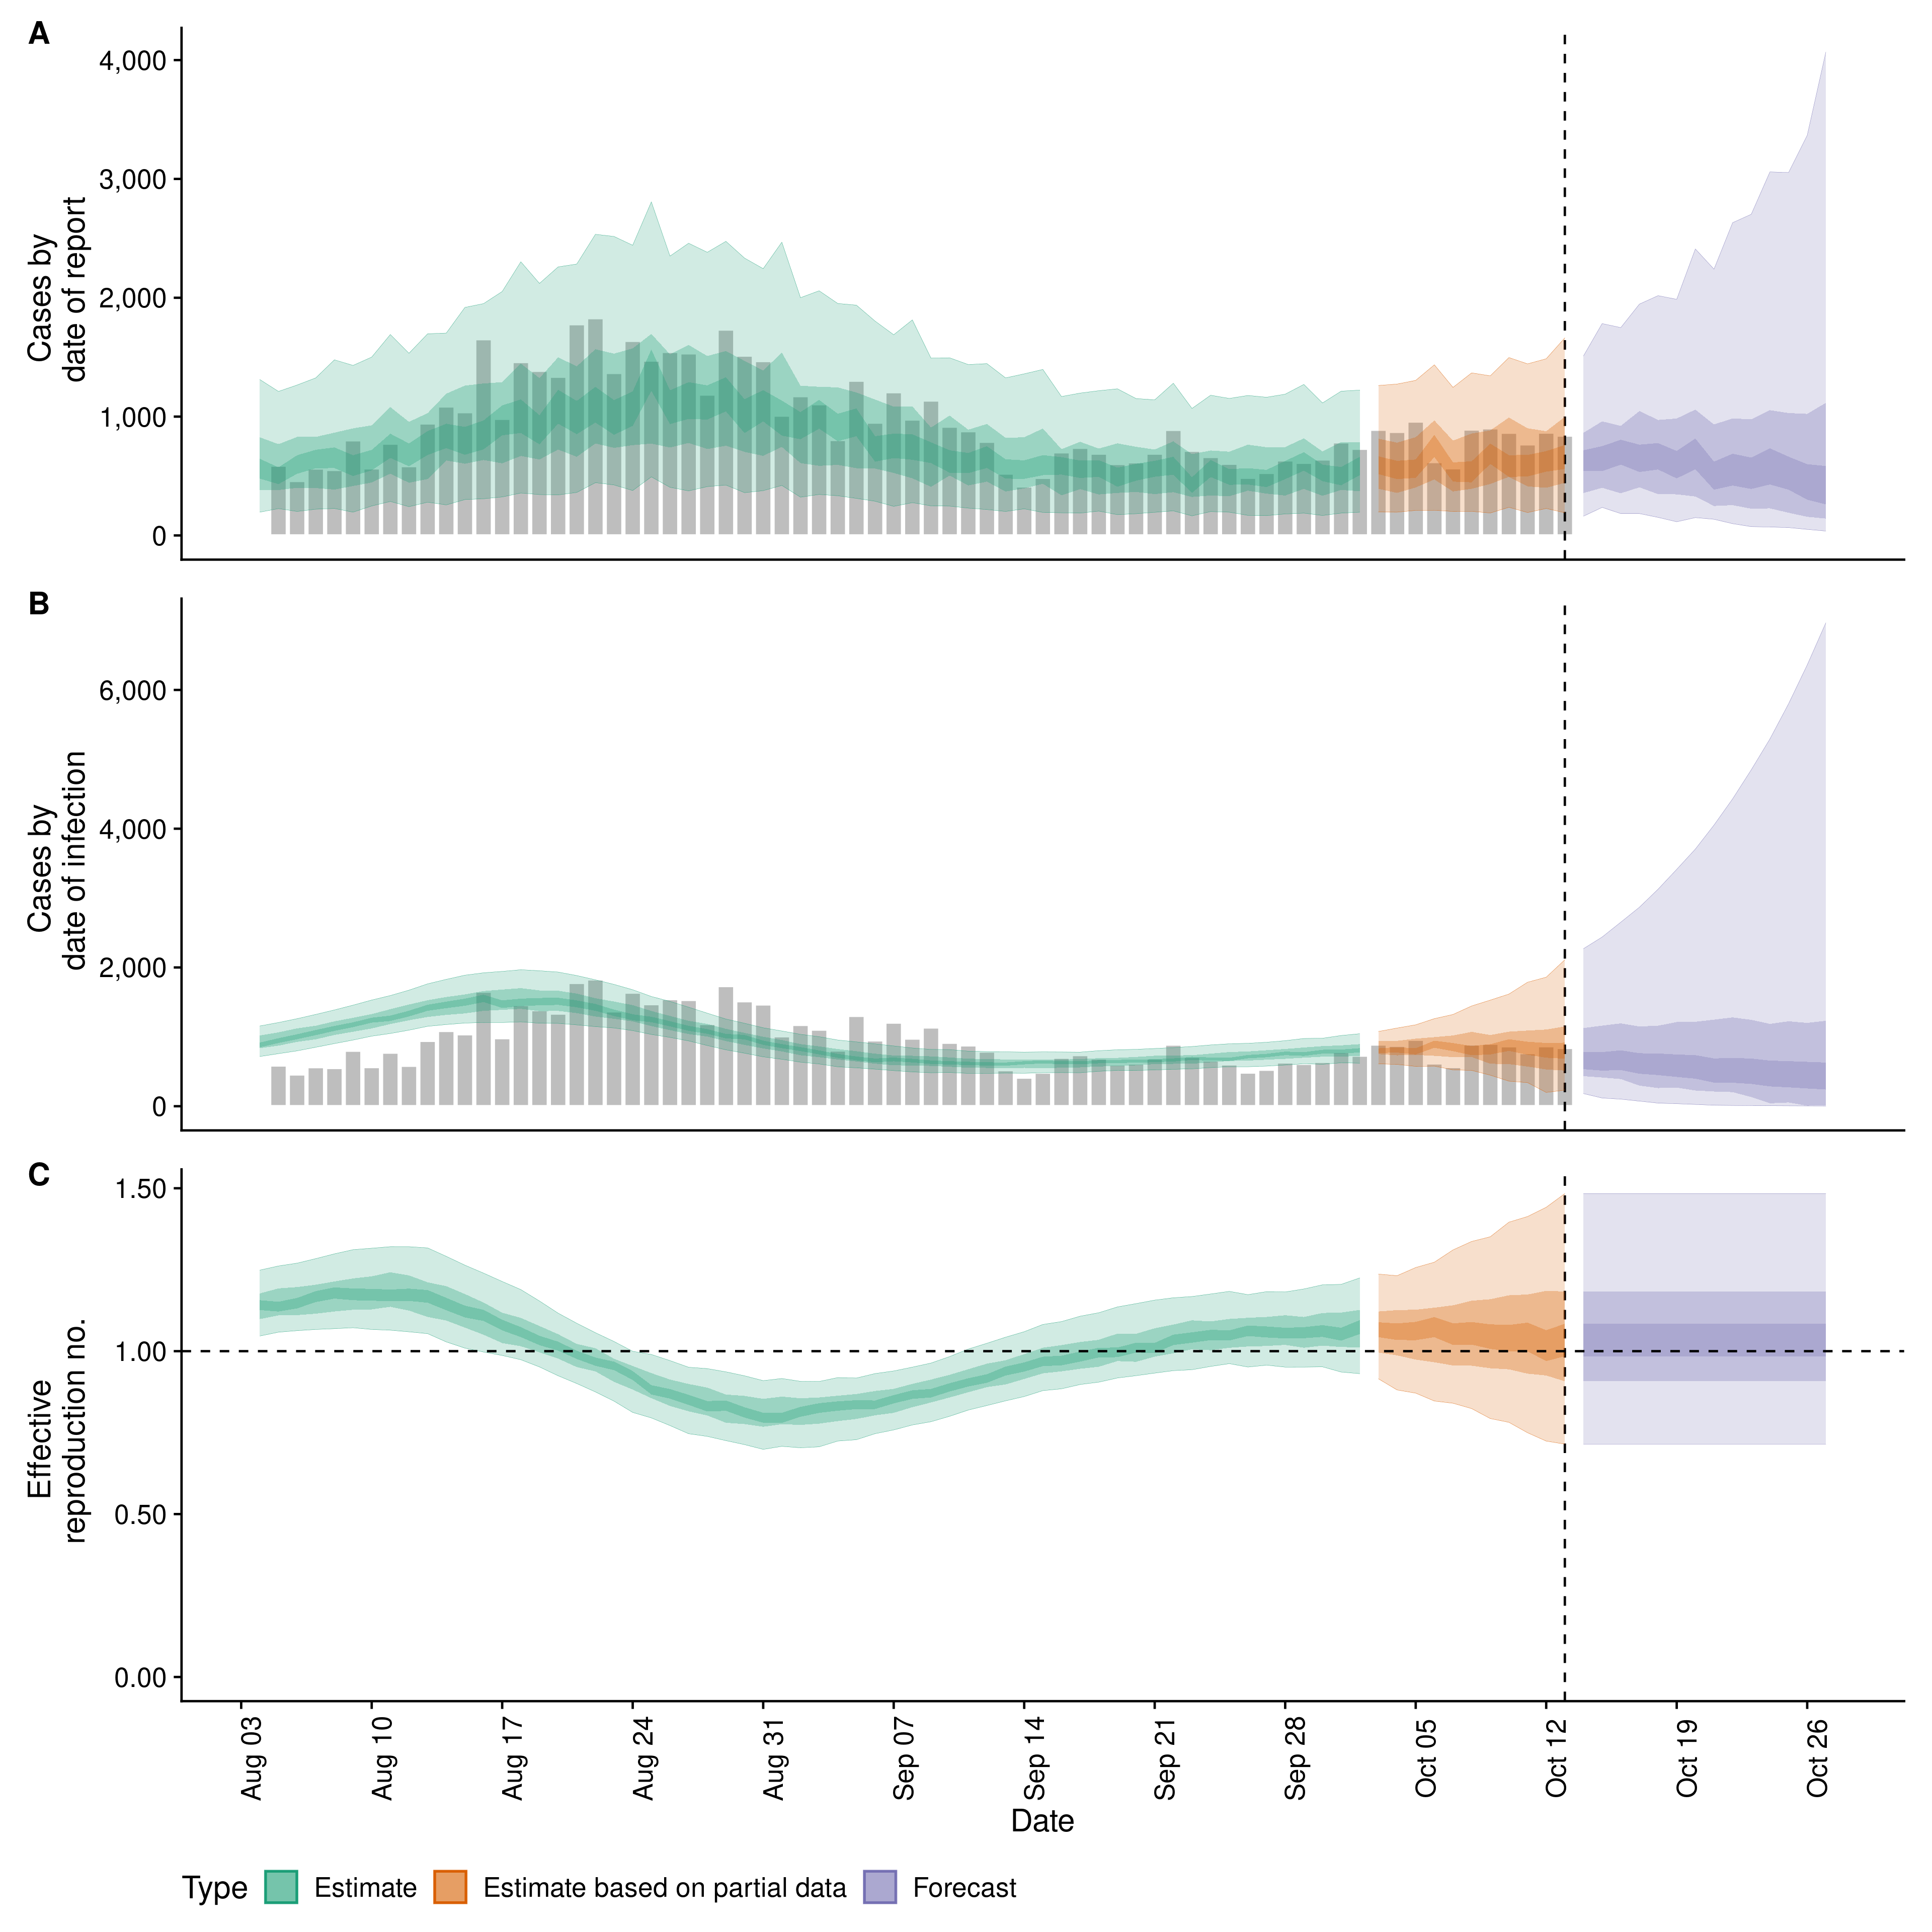 A
4,000
3,000
2,000
1,000
0
Cases by
date of report
B
6,000
4,000
2,000
0
Cases by
date of infection
C
1.50
1.00
0.50
0.00
Effective
reproduction no.
Aug 03
Aug 10
Aug 17
Aug 24
Aug 31
Sep 07
Sep 14
Sep 21
Sep 28
Oct 05
Oct 12
Oct 19
Oct 26
Date
Type Estimate Estimate based on partial data Forecast